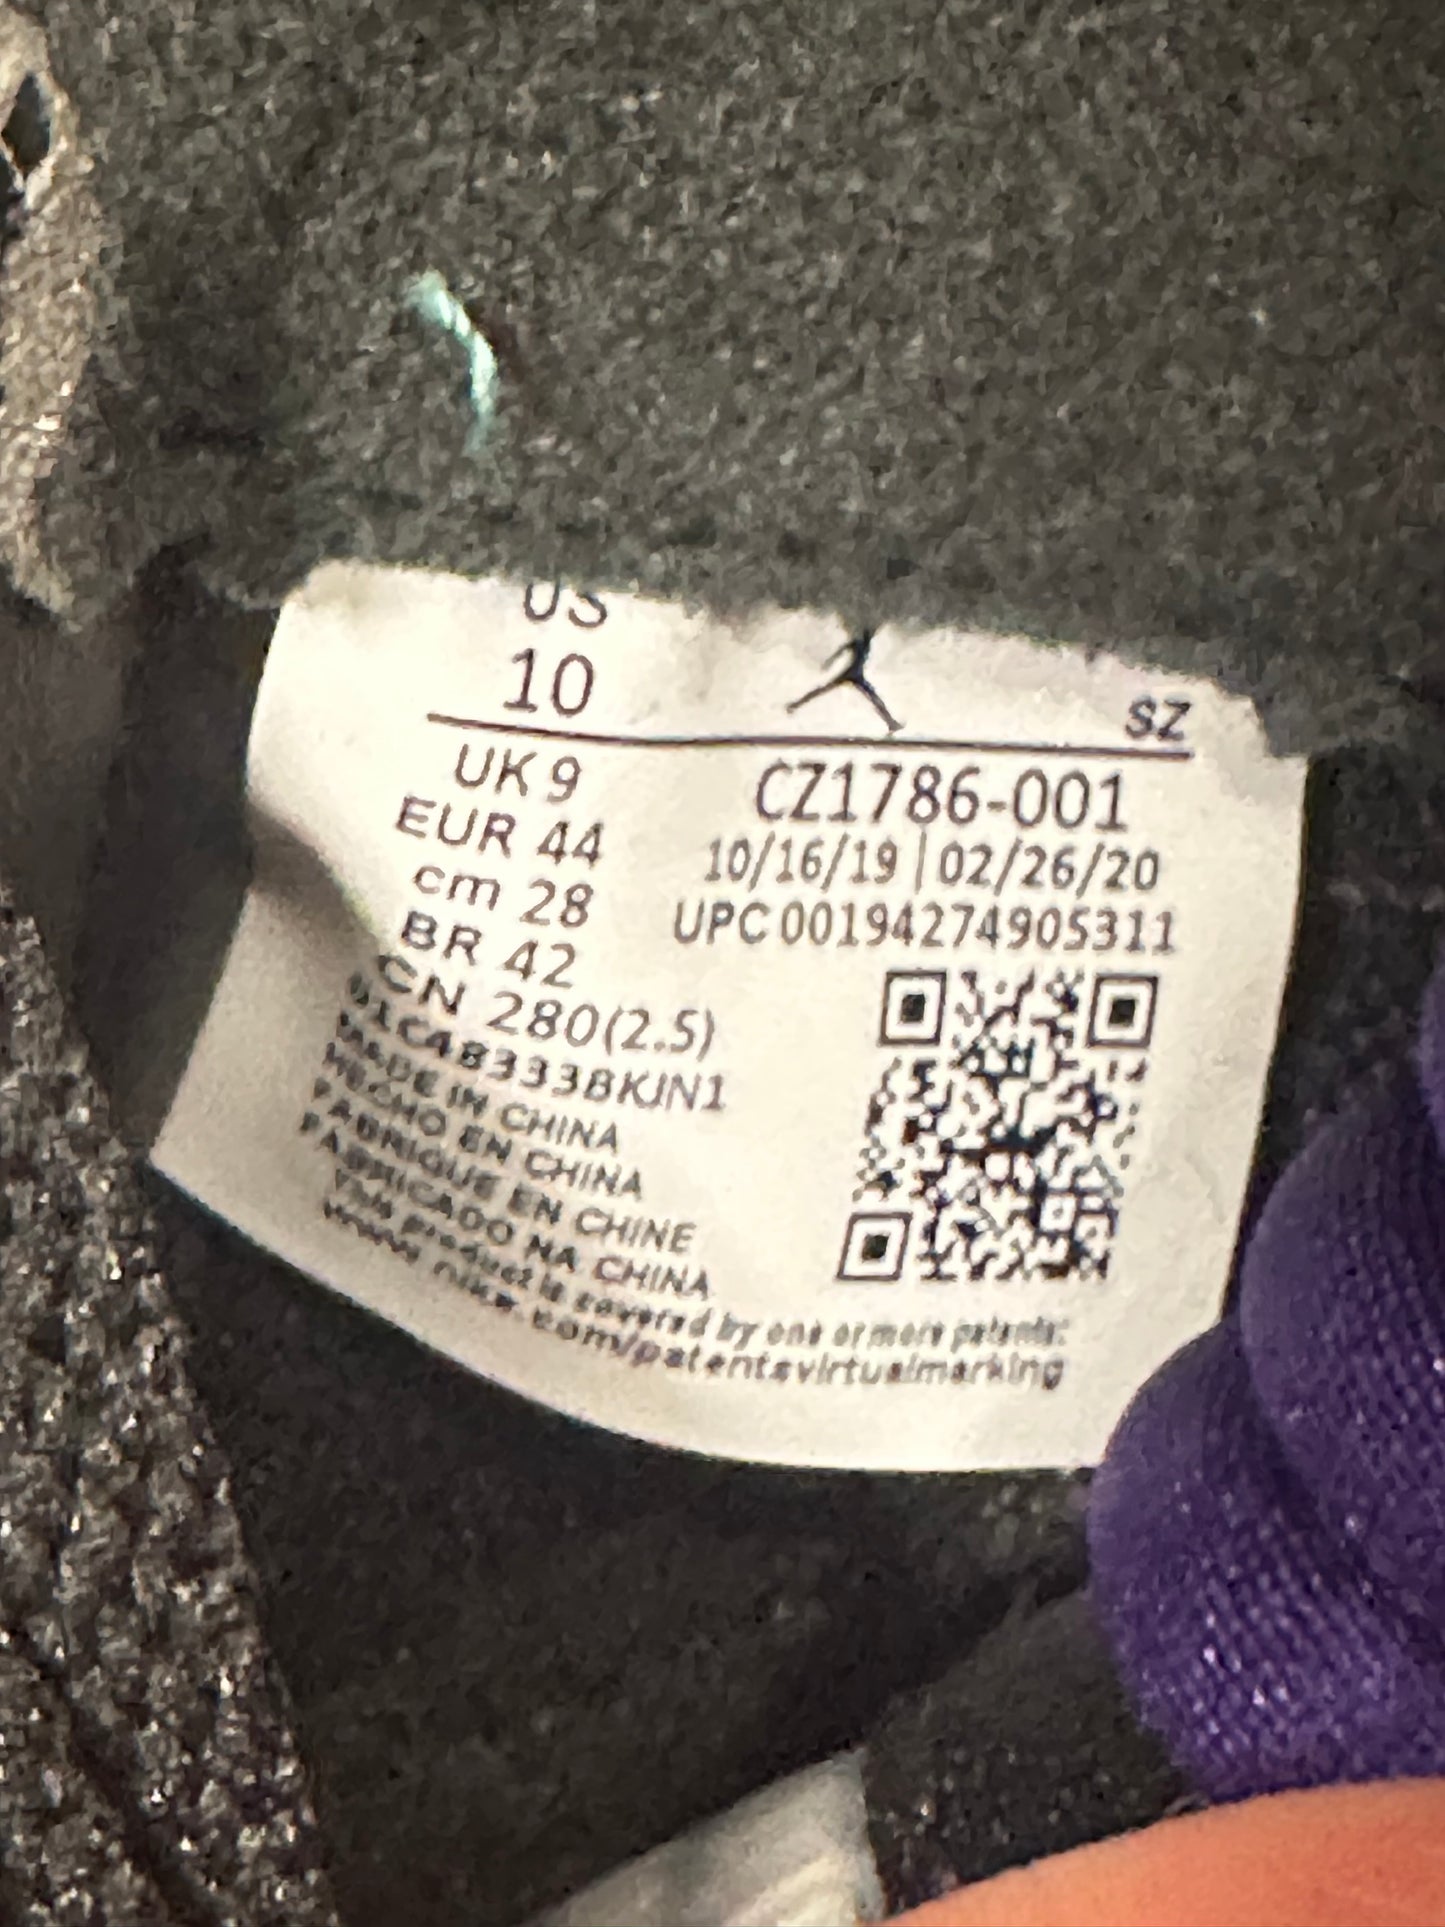 US
10
SZ
UK 9
EUR 44
cm 28
BR 42
CN 280(2.5)
01C48333BKJN1
MADE IN CHINA
HECHO EN CHINA
FABRIQUE EN CHINE
FABRICADO NA CHINA
This product is covered by one or more patents:
www.nike.com/patentsvirtualmarking
CZ1786-001
10/16/19 | 02/26/20
UPC 00194274905311